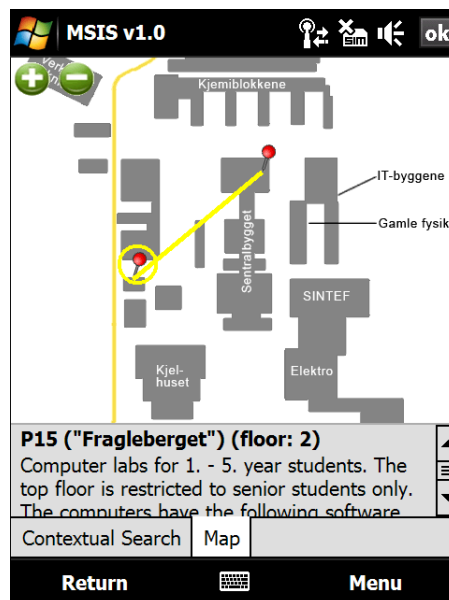 MSIS v1.0
ok
Kjemiblokkene
IT-byggene
Gamle fysik
Sentralbygget
SINTEF
Kjel-
huset
Elektro
P15 ("Fragleberget") (floor: 2)
Computer labs for 1. - 5. year students. The
top floor is restricted to senior students only.
The computers have the following software
Contextual Search
Map
Return
Menu